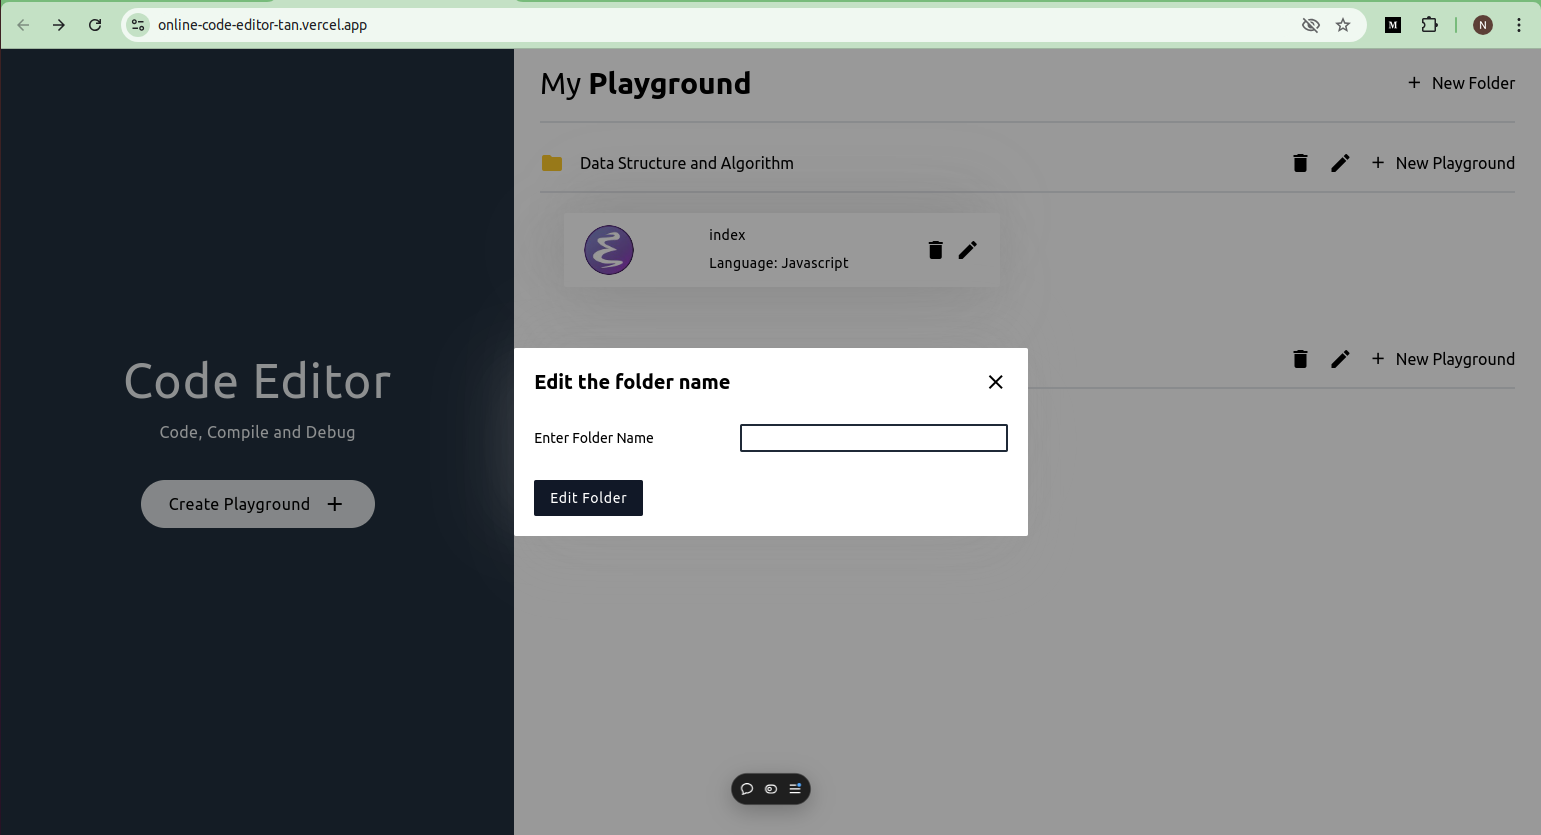 online-code-editor-tan.vercel.app
M
N
Code Editor
Code, Compile and Debug
Create Playground +
My Playground
+ New Folder
Data Structure and Algorithm
+ New Playground
index
Language: Javascript
+ New Playground
Edit the folder name
Enter Folder Name
Edit Folder